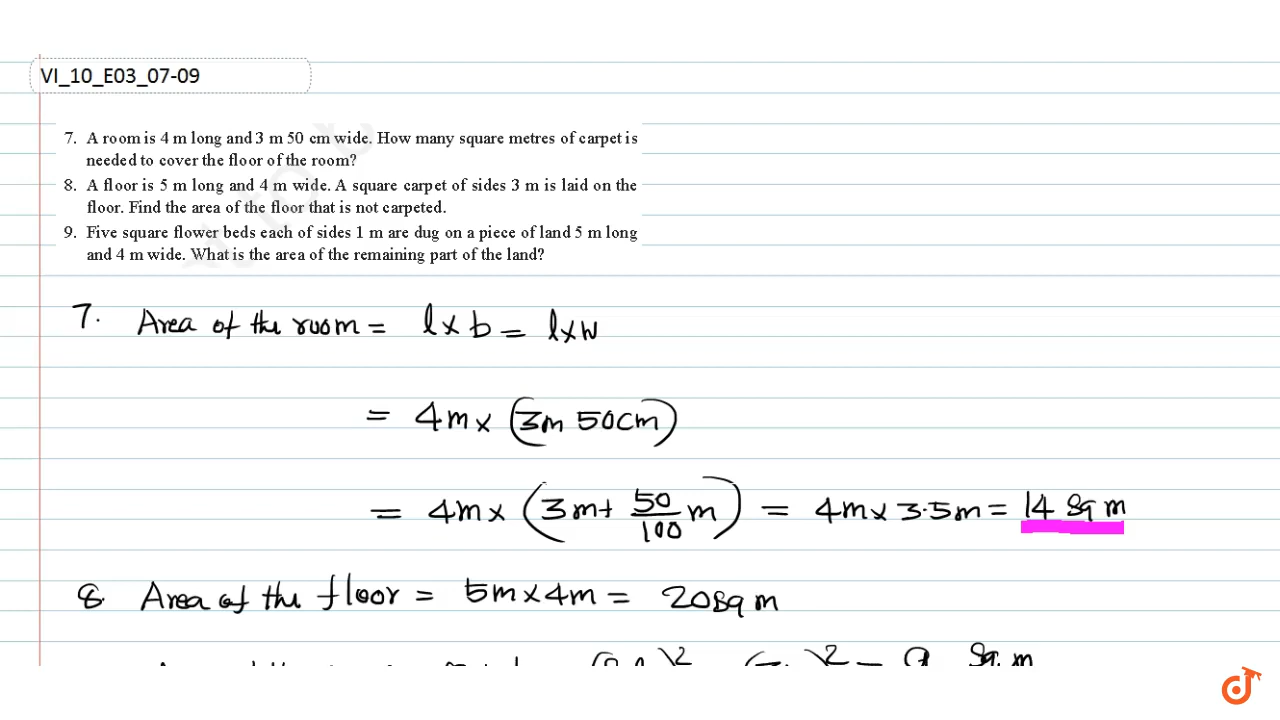 VI_10_E03_07-09
7. A room is 4 m long and 3 m 50 cm wide. How many square metres of carpet is
needed to cover the floor of the room?
8. A floor is 5 m long and 4 m wide. A square carpet of sides 3 m is laid on the
floor. Find the area of the floor that is not carpeted.
9. Five square flower beds each of sides 1 m are dug on a piece of land 5 m long
and 4 m wide. What is the area of the remaining part of the land?
7. Area of the room = l × b = l × w
= 4m × (3m 50cm)
= 4m × (3m + 50/100 m) = 4m × 3.5m = 14 sq m
8 Area of the floor = 5m × 4m = 20 sq m
= 9 sq. m